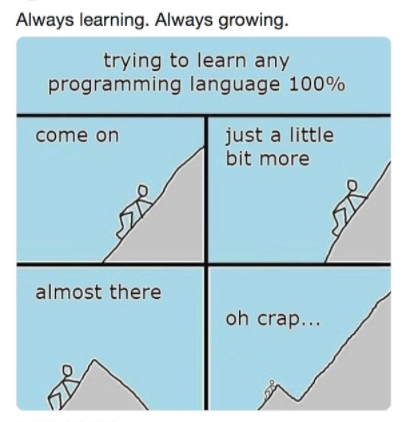 Always learning. Always growing.
trying to learn any
programming language 100%
come on
just a little
bit more
almost there
oh crap...